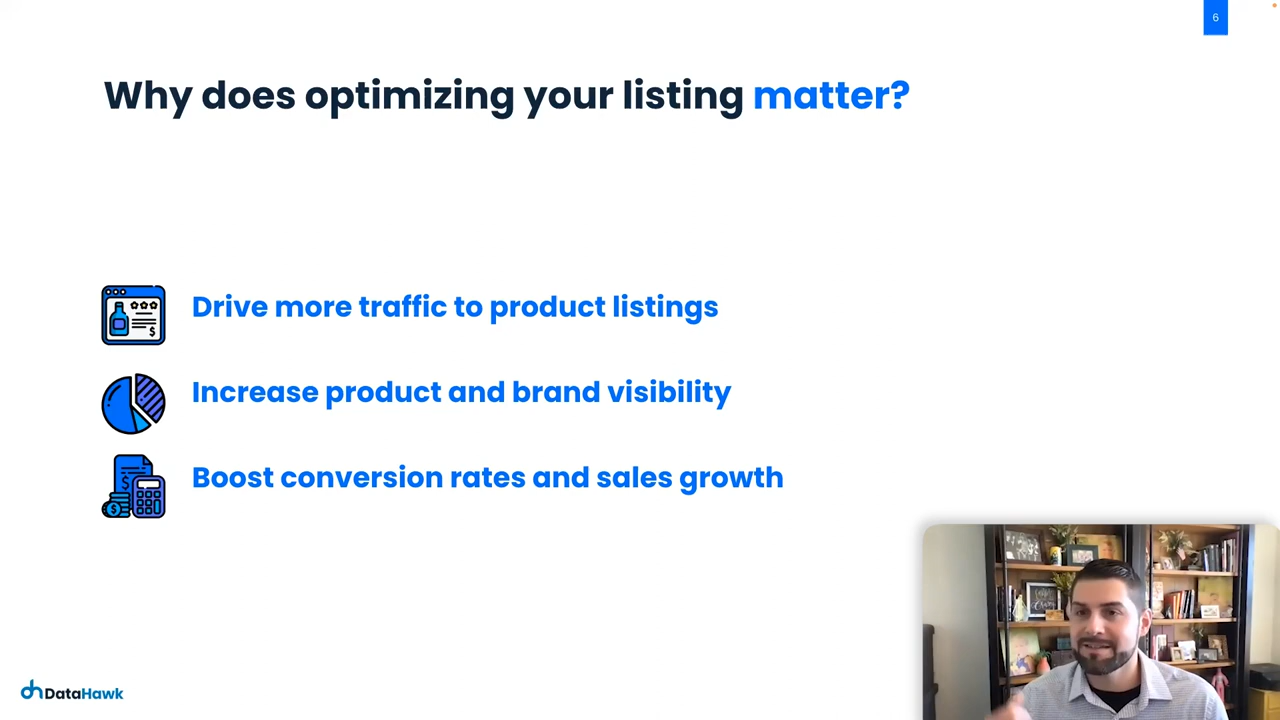 6
Why does optimizing your listing matter?
Drive more traffic to product listings
Increase product and brand visibility
Boost conversion rates and sales growth
DataHawk